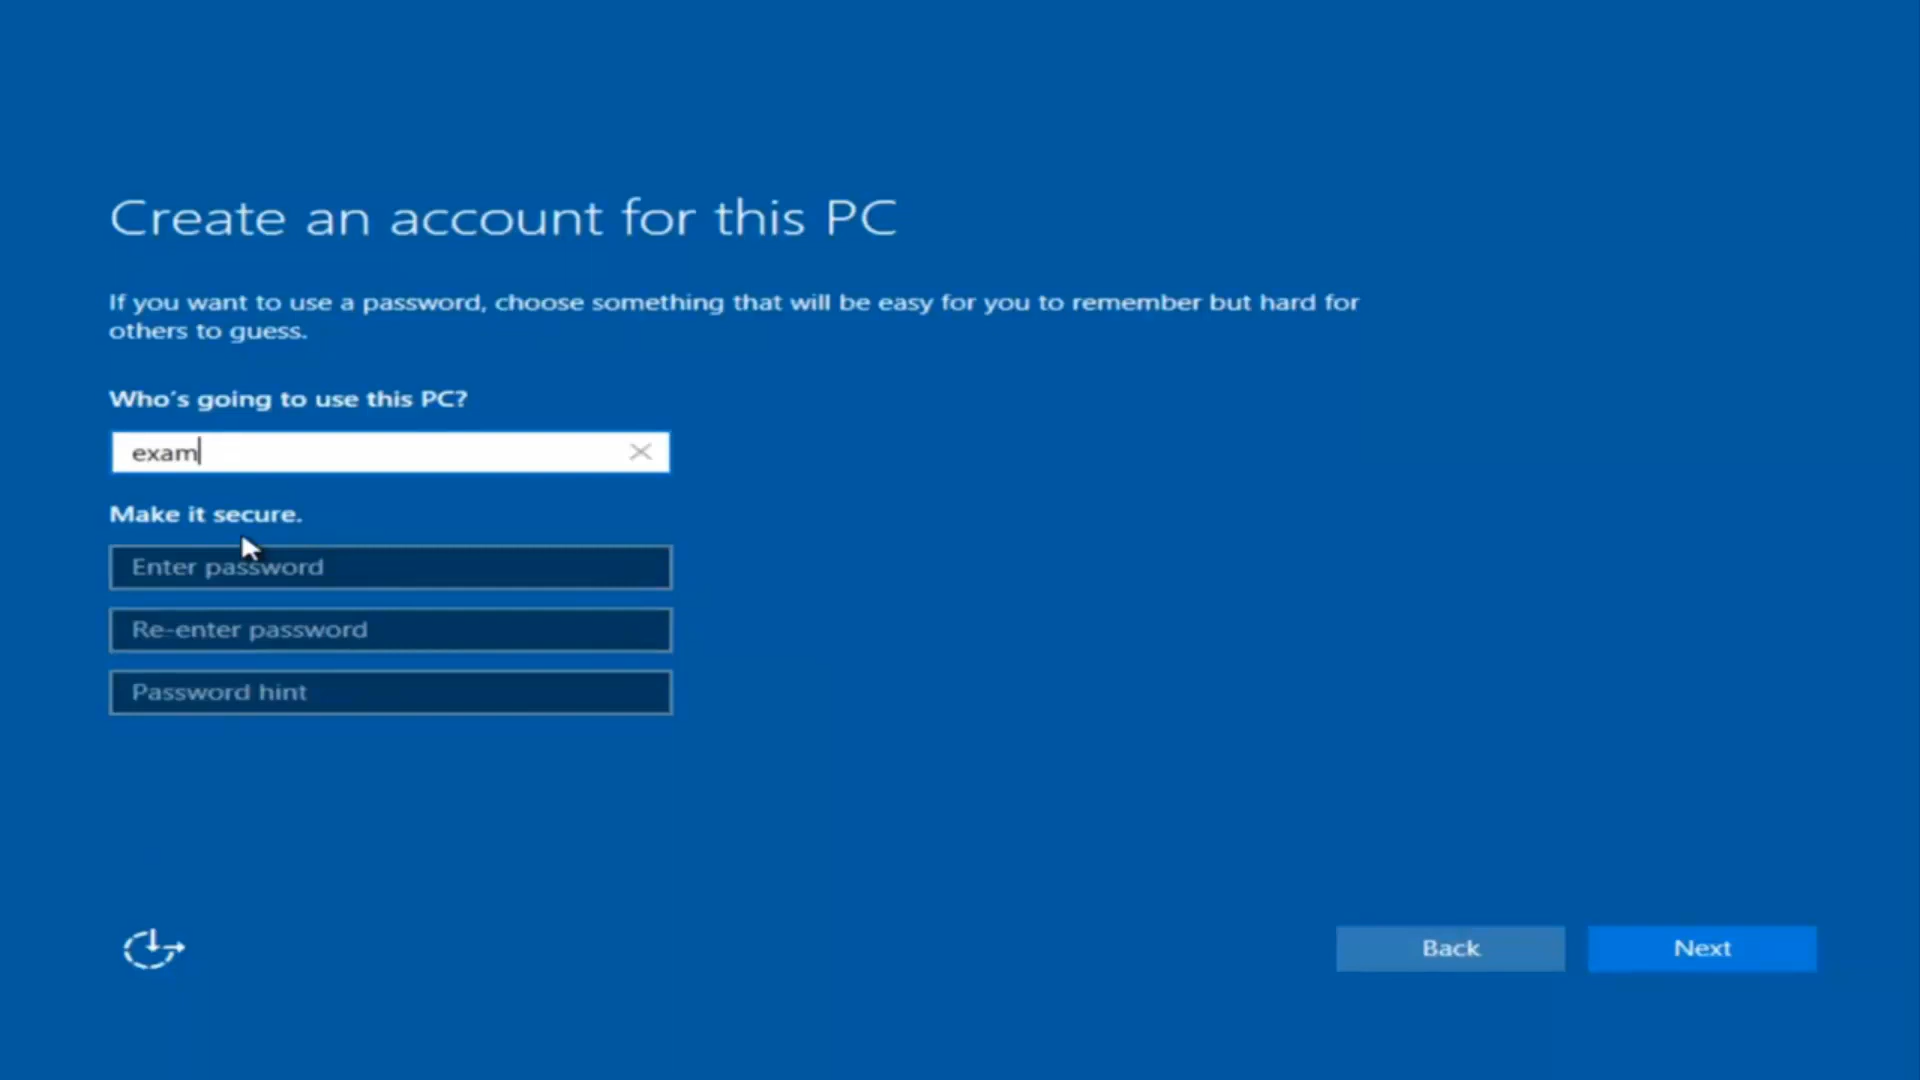 Create an account for this PC
If you want to use a password, choose something that will be easy for you to remember but hard for
others to guess.
Who's going to use this PC?
exam
Make it secure.
Enter password
Re-enter password
Password hint
Back
Next